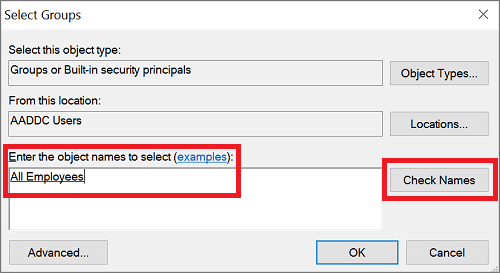 Select Groups
Select this object type:
Groups or Built-in security principals
Object Types...
From this location:
AADDC Users
Locations...
Enter the object names to select (examples):
All Employees
Check Names
Advanced...
OK
Cancel